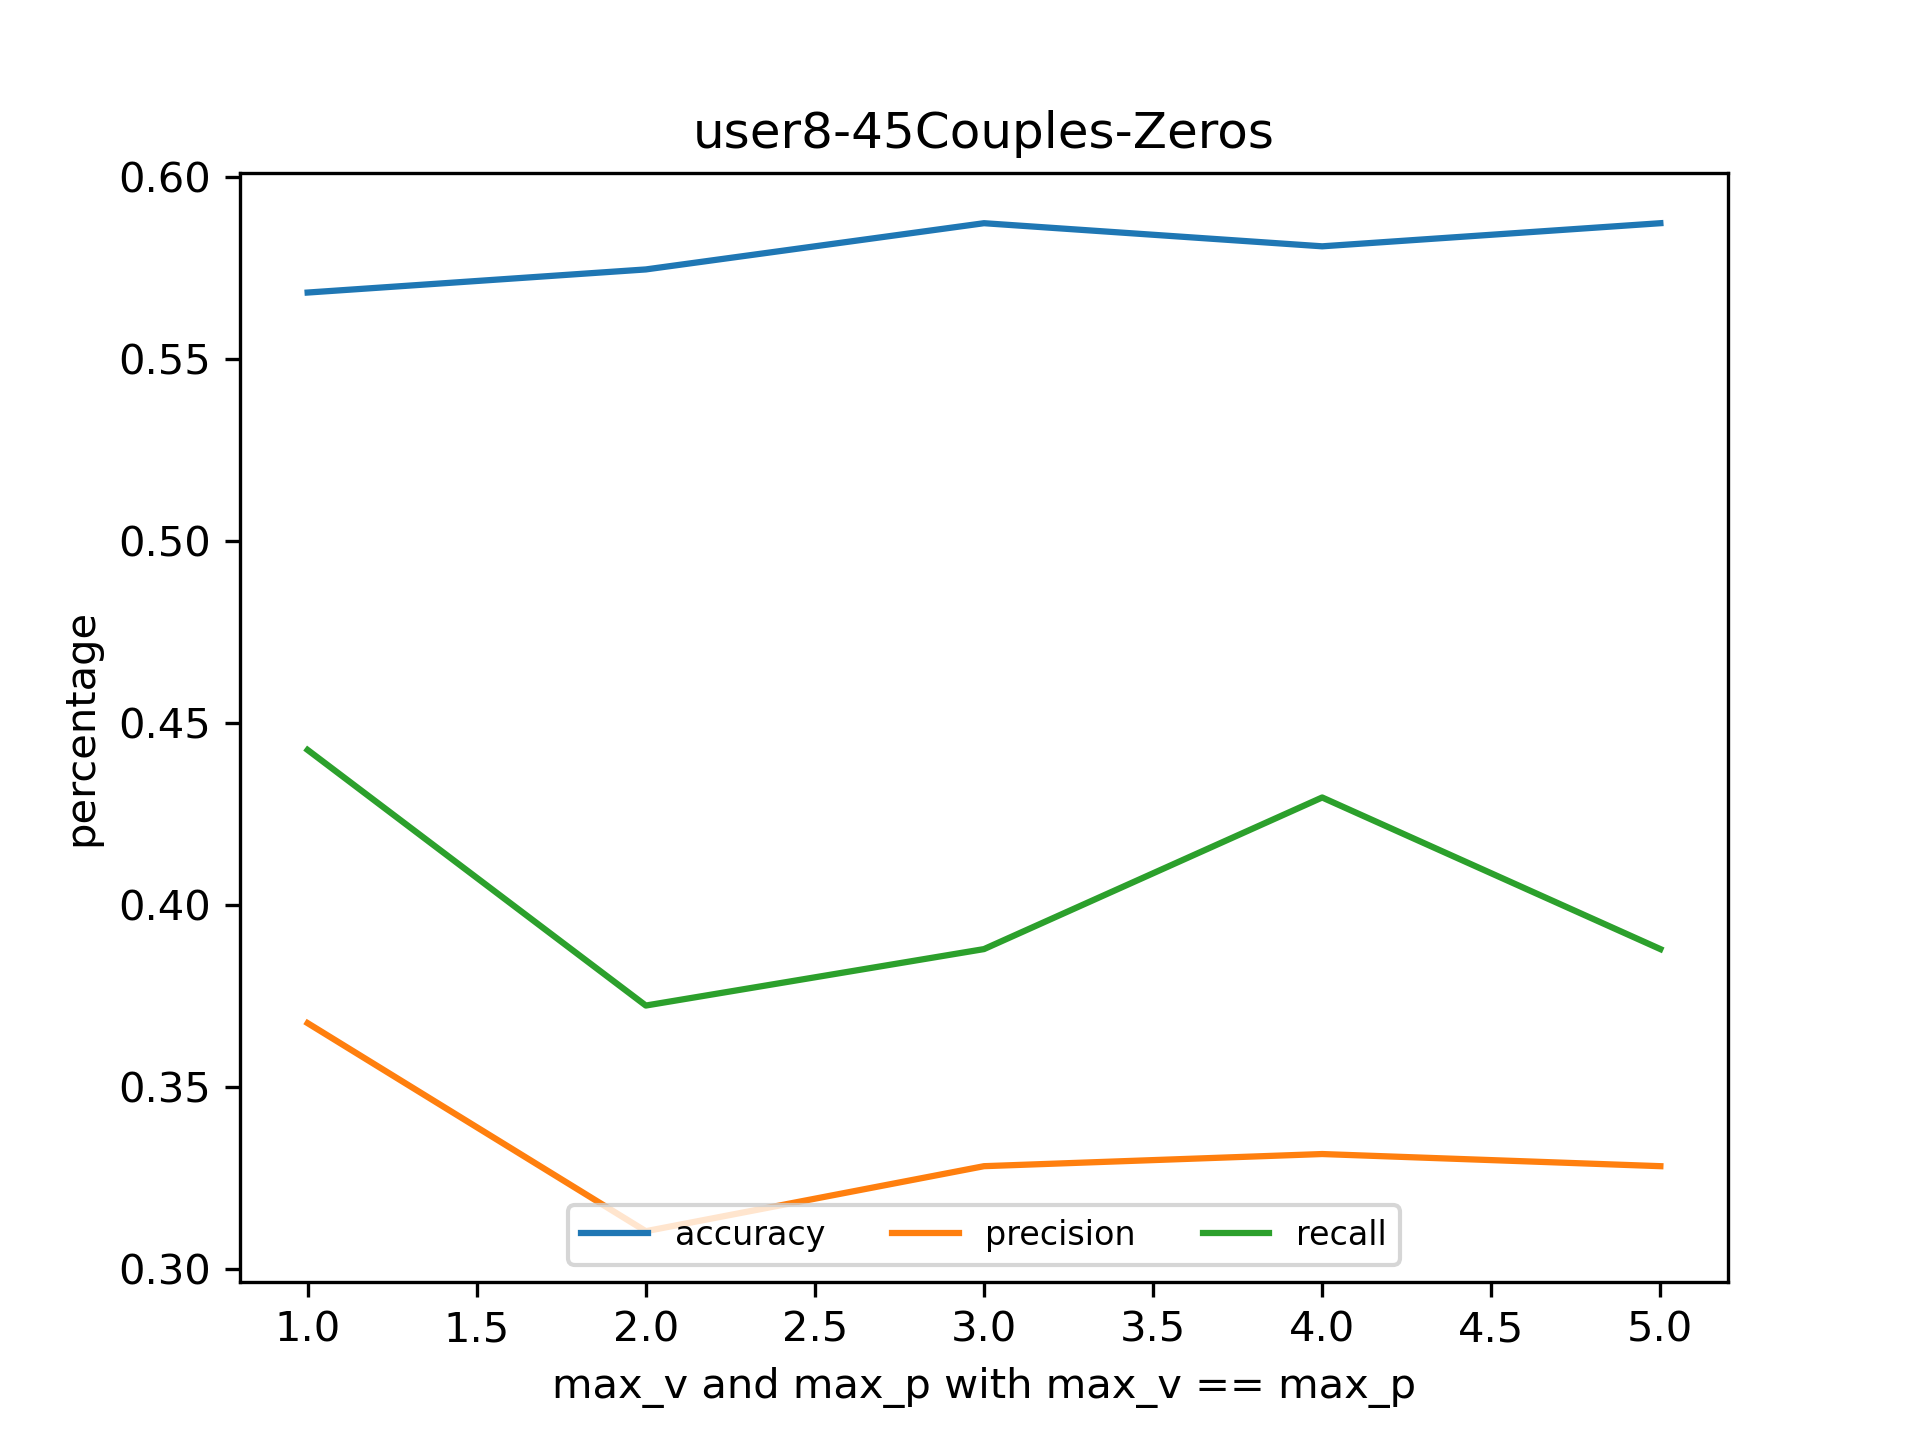 user8-45Couples-Zeros
0.60
0.55
0.50
0.45
0.40
0.35
0.30
percentage
accuracy precision recall
1.0 1.5 2.0 2.5 3.0 3.5 4.0 4.5 5.0
max_v and max_p with max_v == max_p